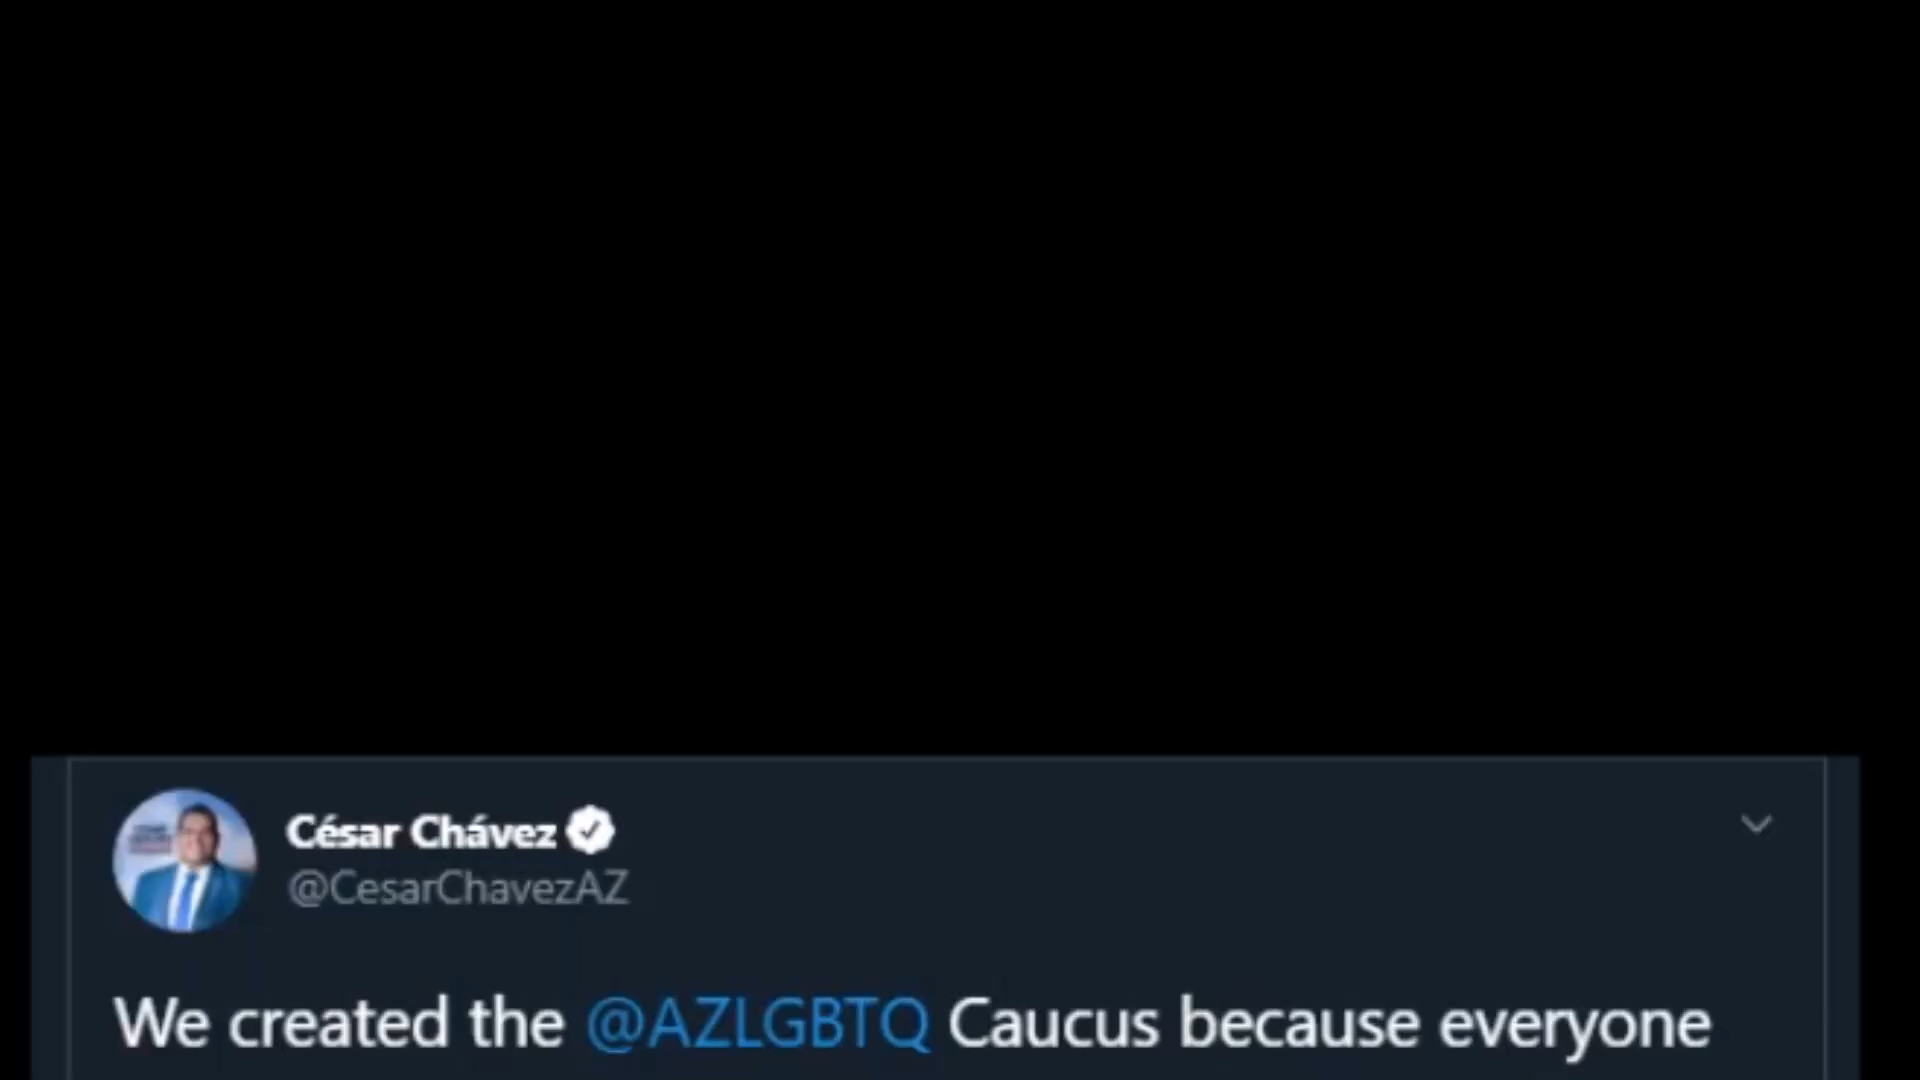 César Chávez
@CesarChavezAZ
We created the @AZLGBTQ Caucus because everyone